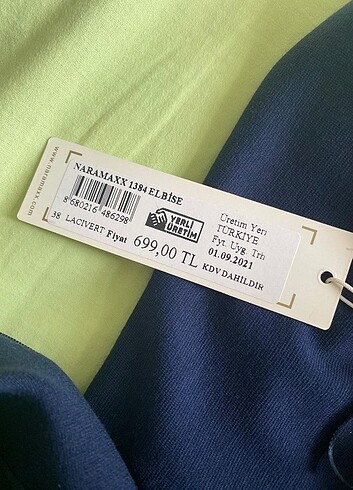 www.naramaxx.com
NARAMAXX 1384 ELBİSE
8 680216 486298
YERLİ
ÜRETİM
Üretim Yeri
TÜRKİYE
Fyt. Uyg. Trh
01.09.2021
38 LACİVERT Fiyat 699,00 TL KDV DAHİLDİR